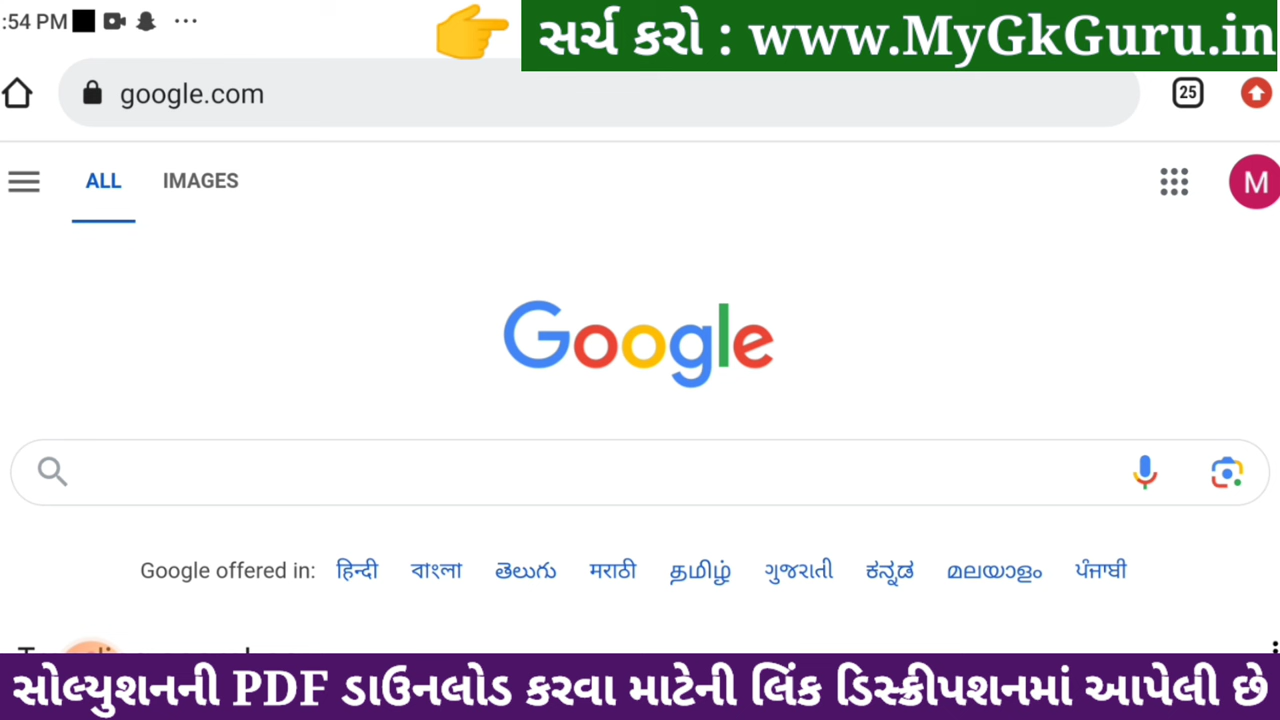 :54 PM
સર્ચ કરો : www.MyGkGuru.in
google.com
25
ALL IMAGES
M
Google
Google offered in: हिन्दी বাংলা తెలుగు मराठी தமிழ் ગુજરાતી ಕನ್ನಡ മലയാളം ਪੰਜਾਬੀ
સોલ્યુશનની PDF ડાઉનલોડ કરવા માટેની લિંક ડિસ્ક્રીપશનમાં આપેલી છે